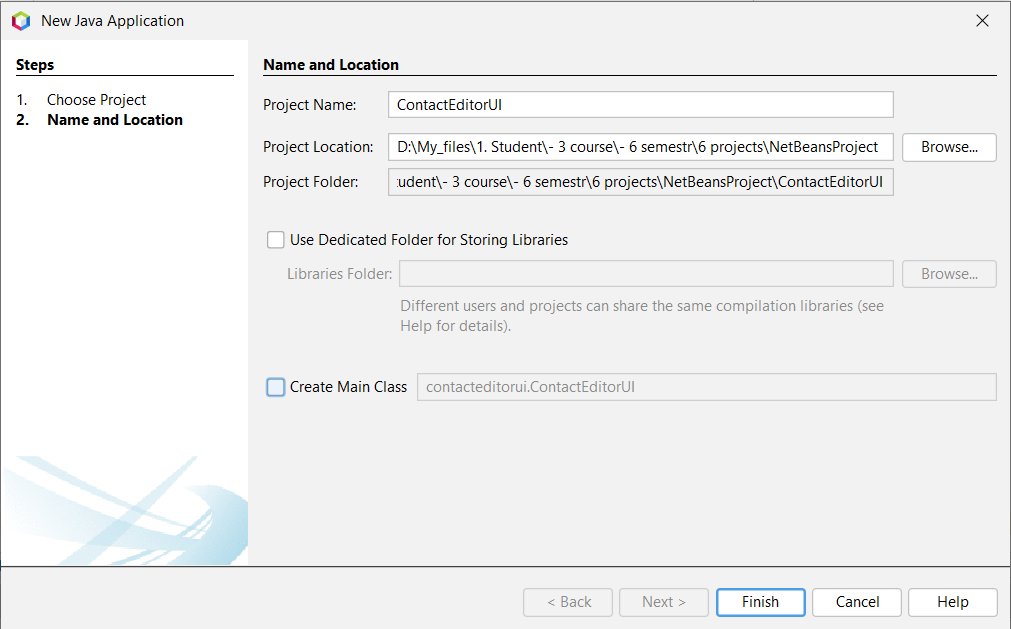 New Java Application
Steps
1. Choose Project
2. Name and Location
Name and Location
Project Name: ContactEditorUI
Project Location: D:\My_files\1. Student\- 3 course\- 6 semestr\6 projects\NetBeansProject Browse...
Project Folder: udent\- 3 course\- 6 semestr\6 projects\NetBeansProject\ContactEditorUI
Use Dedicated Folder for Storing Libraries
Libraries Folder: Browse...
Different users and projects can share the same compilation libraries (see
Help for details).
Create Main Class contacteditorui.ContactEditorUI
< Back Next > Finish Cancel Help